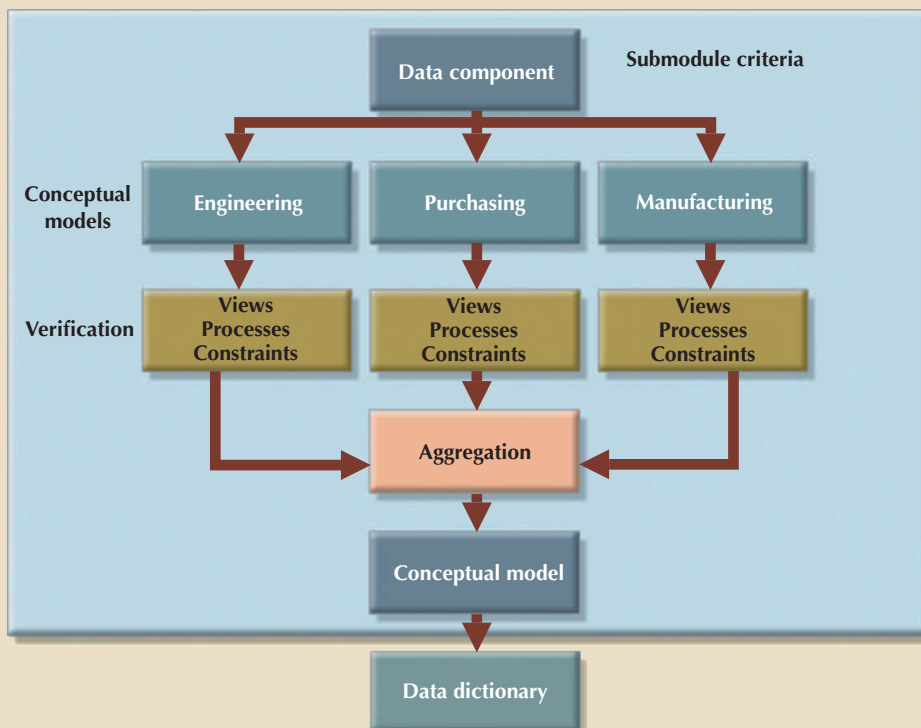 Data component
Submodule criteria
Conceptual
models
Engineering
Purchasing
Manufacturing
Verification
Views
Processes
Constraints
Views
Processes
Constraints
Views
Processes
Constraints
Aggregation
Conceptual model
Data dictionary